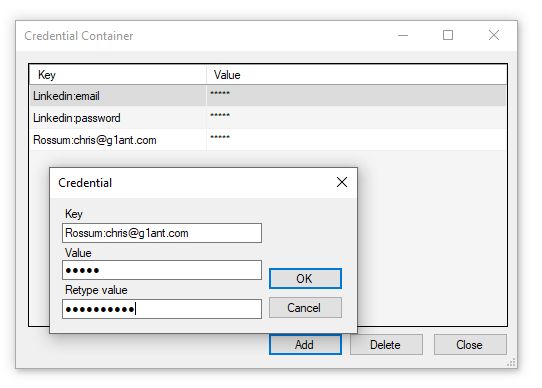 Credential Container
Key Value
Linkedin:email *****
Linkedin:password *****
Rossum:chris@g1ant.com *****
Credential
Key
Rossum:chris@g1ant.com
Value
●●●●●
OK
Retype value
●●●●●●●●●●
Cancel
Add Delete Close